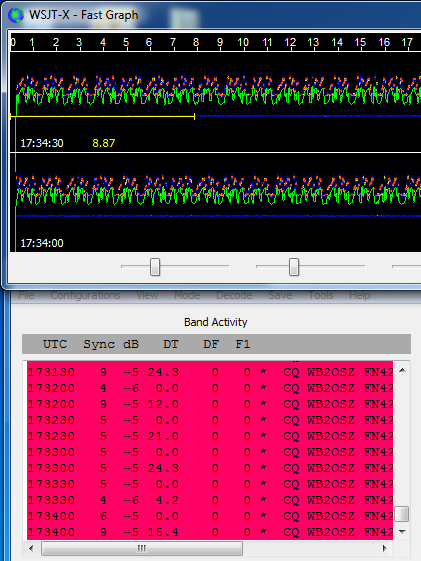 WSJT-X - Fast Graph
0 1 2 3 4 5 6 7 8 9 10 11 12 13 14 15 16 17
17:34:30 8.87
17:34:00
File Configurations View Mode Decode Save Tools Help
Band Activity
UTC Sync dB DT DF F1
173130 9 -5 24.3 0 0 * CQ WB2OSZ FN42
173200 4 -6 0.0 0 0 * CQ WB2OSZ FN42
173200 9 -5 12.0 0 0 * CQ WB2OSZ FN42
173230 5 -5 0.0 0 0 * CQ WB2OSZ FN42
173230 5 -5 21.0 0 0 * CQ WB2OSZ FN42
173300 5 -5 0.0 0 0 * CQ WB2OSZ FN42
173300 5 -5 24.3 0 0 * CQ WB2OSZ FN42
173330 5 -5 0.0 0 0 * CQ WB2OSZ FN42
173330 4 -6 4.2 0 0 * CQ WB2OSZ FN42
173400 6 -5 0.0 0 0 * CQ WB2OSZ FN42
173400 9 -5 15.4 0 0 * CQ WB2OSZ FN42